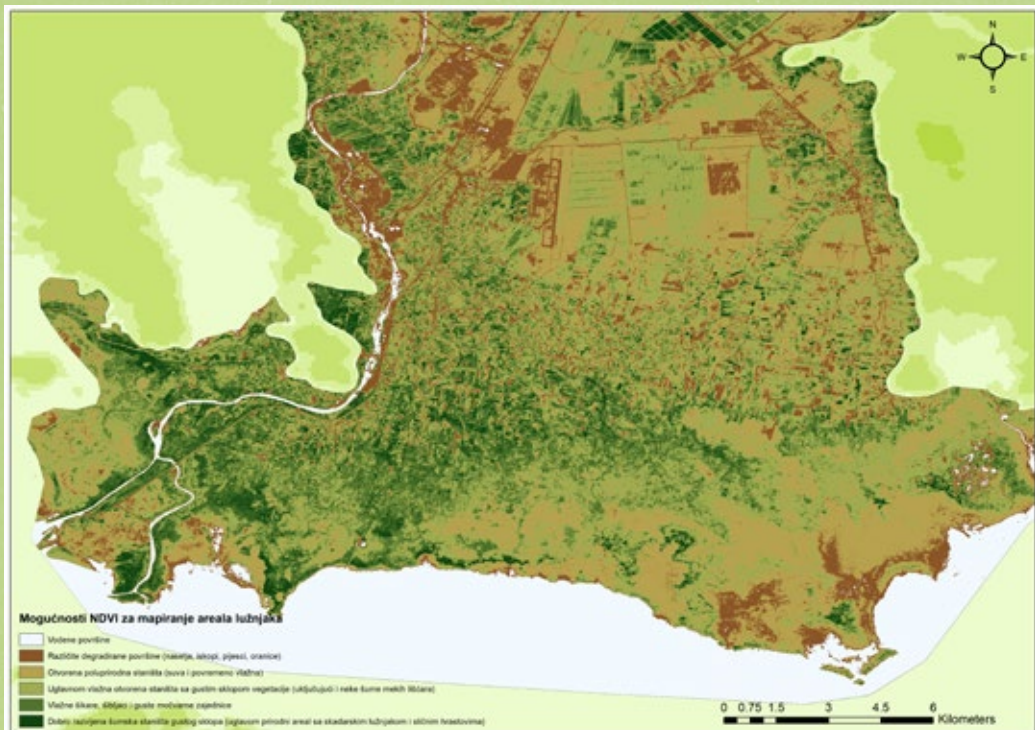 N
W E
S
Mogućnosti NDVI za mapiranje areala lužnjaka
Vodene površine
Različite degradirane površine (naselje, iskopi, pijesci, oranice)
Otvorena poluprirodna staništa (suva i povremeno vlažna)
Uglavnom vlažna otvorena staništa sa gustim sklopom vegetacije (uključujući i neke šume mekih lišćara)
Vlažne šikare, šibljaci i guste močvarne zajednice
Dobro razvijena šumska staništa gustog sklopa (uglavnom prirodni areal sa skadarskim lužnjakom i sličnim hrastovima)
0 0.75 1.5 3 4.5 6
Kilometers